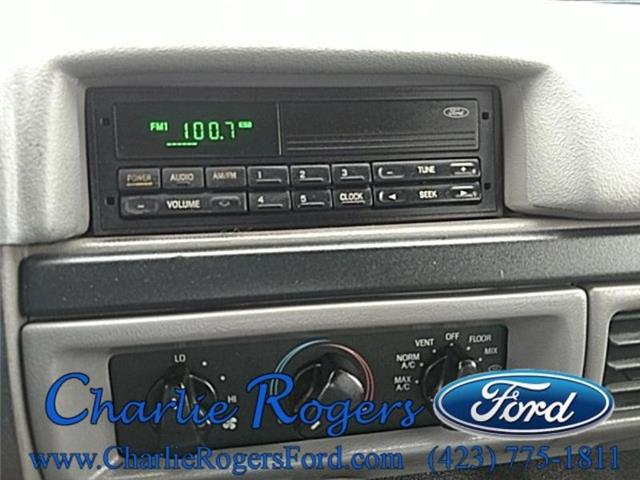 Ford
FM1 100.7
POWER AUDIO AM/FM 1 2 3 - TUNE +
- VOLUME 4 5 CLOCK SEEK
LO
HI
OFF
VENT FLOOR
NORM A/C MIX
MAX A/C
Charlie Rogers Ford
www.CharlieRogersFord.com (423) 775-1811